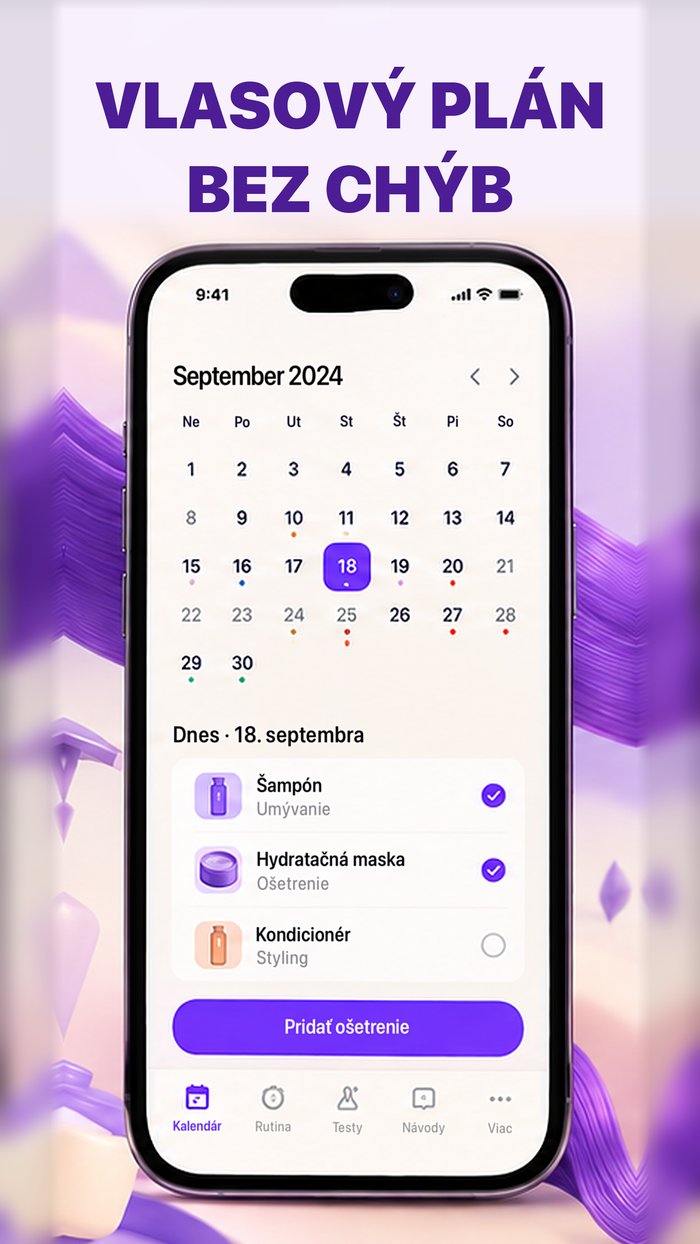 VLASOVÝ PLÁN
BEZ CHÝB
9:41
September 2024
Ne Po Ut St Št Pi So
1 2 3 4 5 6 7
8 9 10 11 12 13 14
15 16 17 18 19 20 21
22 23 24 25 26 27 28
29 30
Dnes · 18. septembra
Šampón
Umývanie
Hydratačná maska
Ošetrenie
Kondicionér
Styling
Pridať ošetrenie
Kalendár Rutina Testy Návody Viac